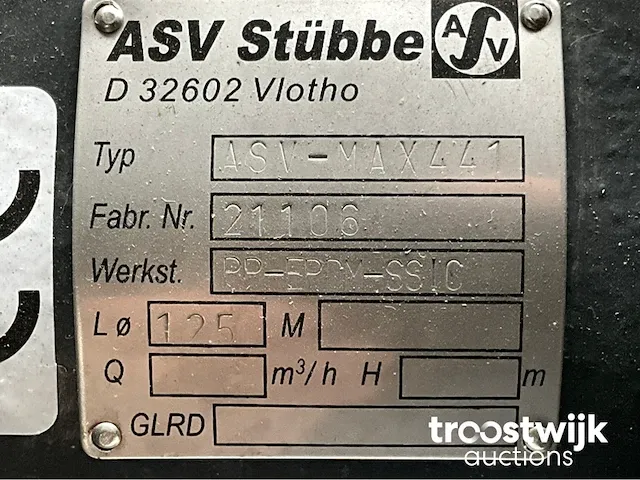 ASV Stübbe ASV
D 32602 Vlotho
Typ ASV-MAX441
Fabr. Nr. 21106
Werkst. PP-EPDM-SSIC
L ø 125 M
Q m³/h H m
GLRD
troostwijk
auctions